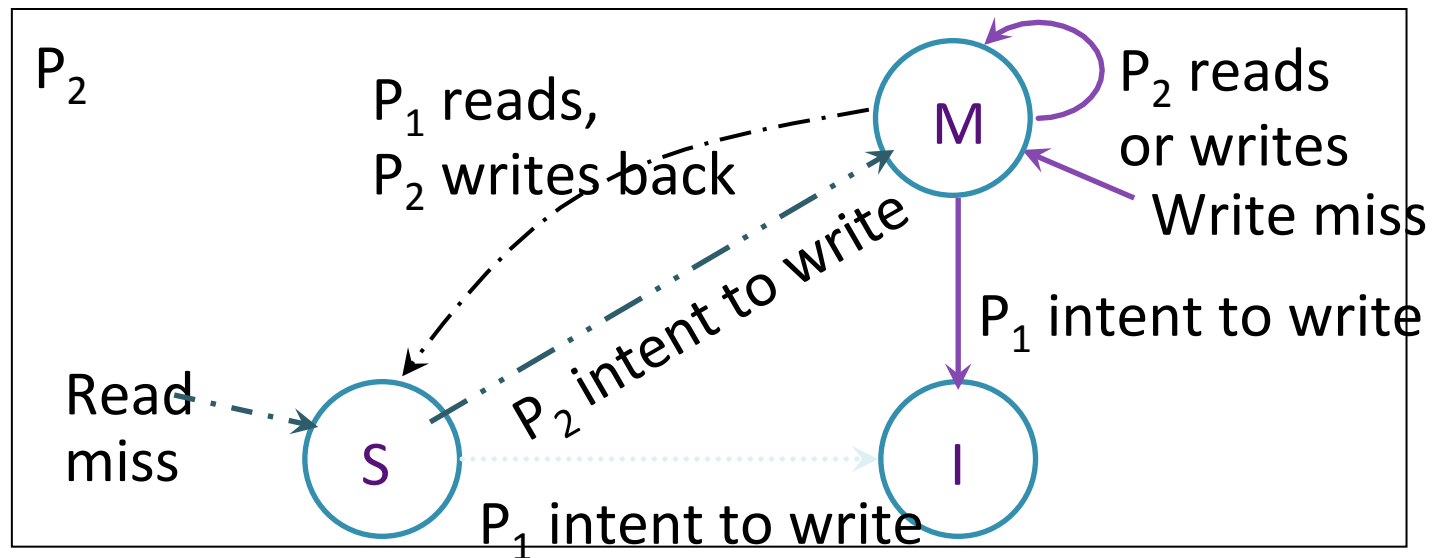 P₂
P₁ reads,
P₂ writes back
M
P₂ reads
or writes
Write miss
P₂ intent to write
P₁ intent to write
Read
miss
S
I
P₁ intent to write